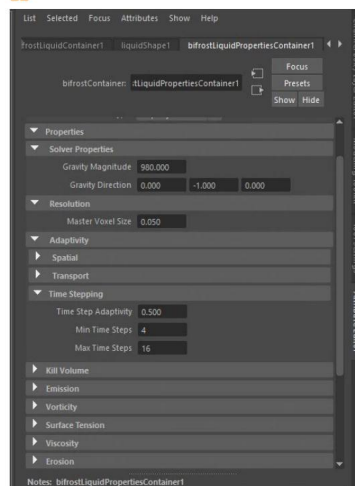 List Selected Focus Attributes Show Help
frostLiquidContainer1 liquidShape1 bifrostLiquidPropertiesContainer1
Focus
bifrostContainer: tLiquidPropertiesContainer1
Presets
Show Hide
Properties
Solver Properties
Gravity Magnitude 980.000
Gravity Direction 0.000 -1.000 0.000
Resolution
Master Voxel Size 0.050
Adaptivity
Spatial
Transport
Time Stepping
Time Step Adaptivity 0.500
Min Time Steps 4
Max Time Steps 16
Kill Volume
Emission
Vorticity
Surface Tension
Viscosity
Erosion
Notes: bifrostLiquidPropertiesContainer1